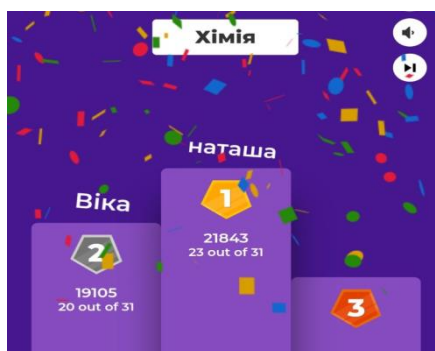 Хімія
наташа
1
21843
23 out of 31
Віка
2
19105
20 out of 31
3